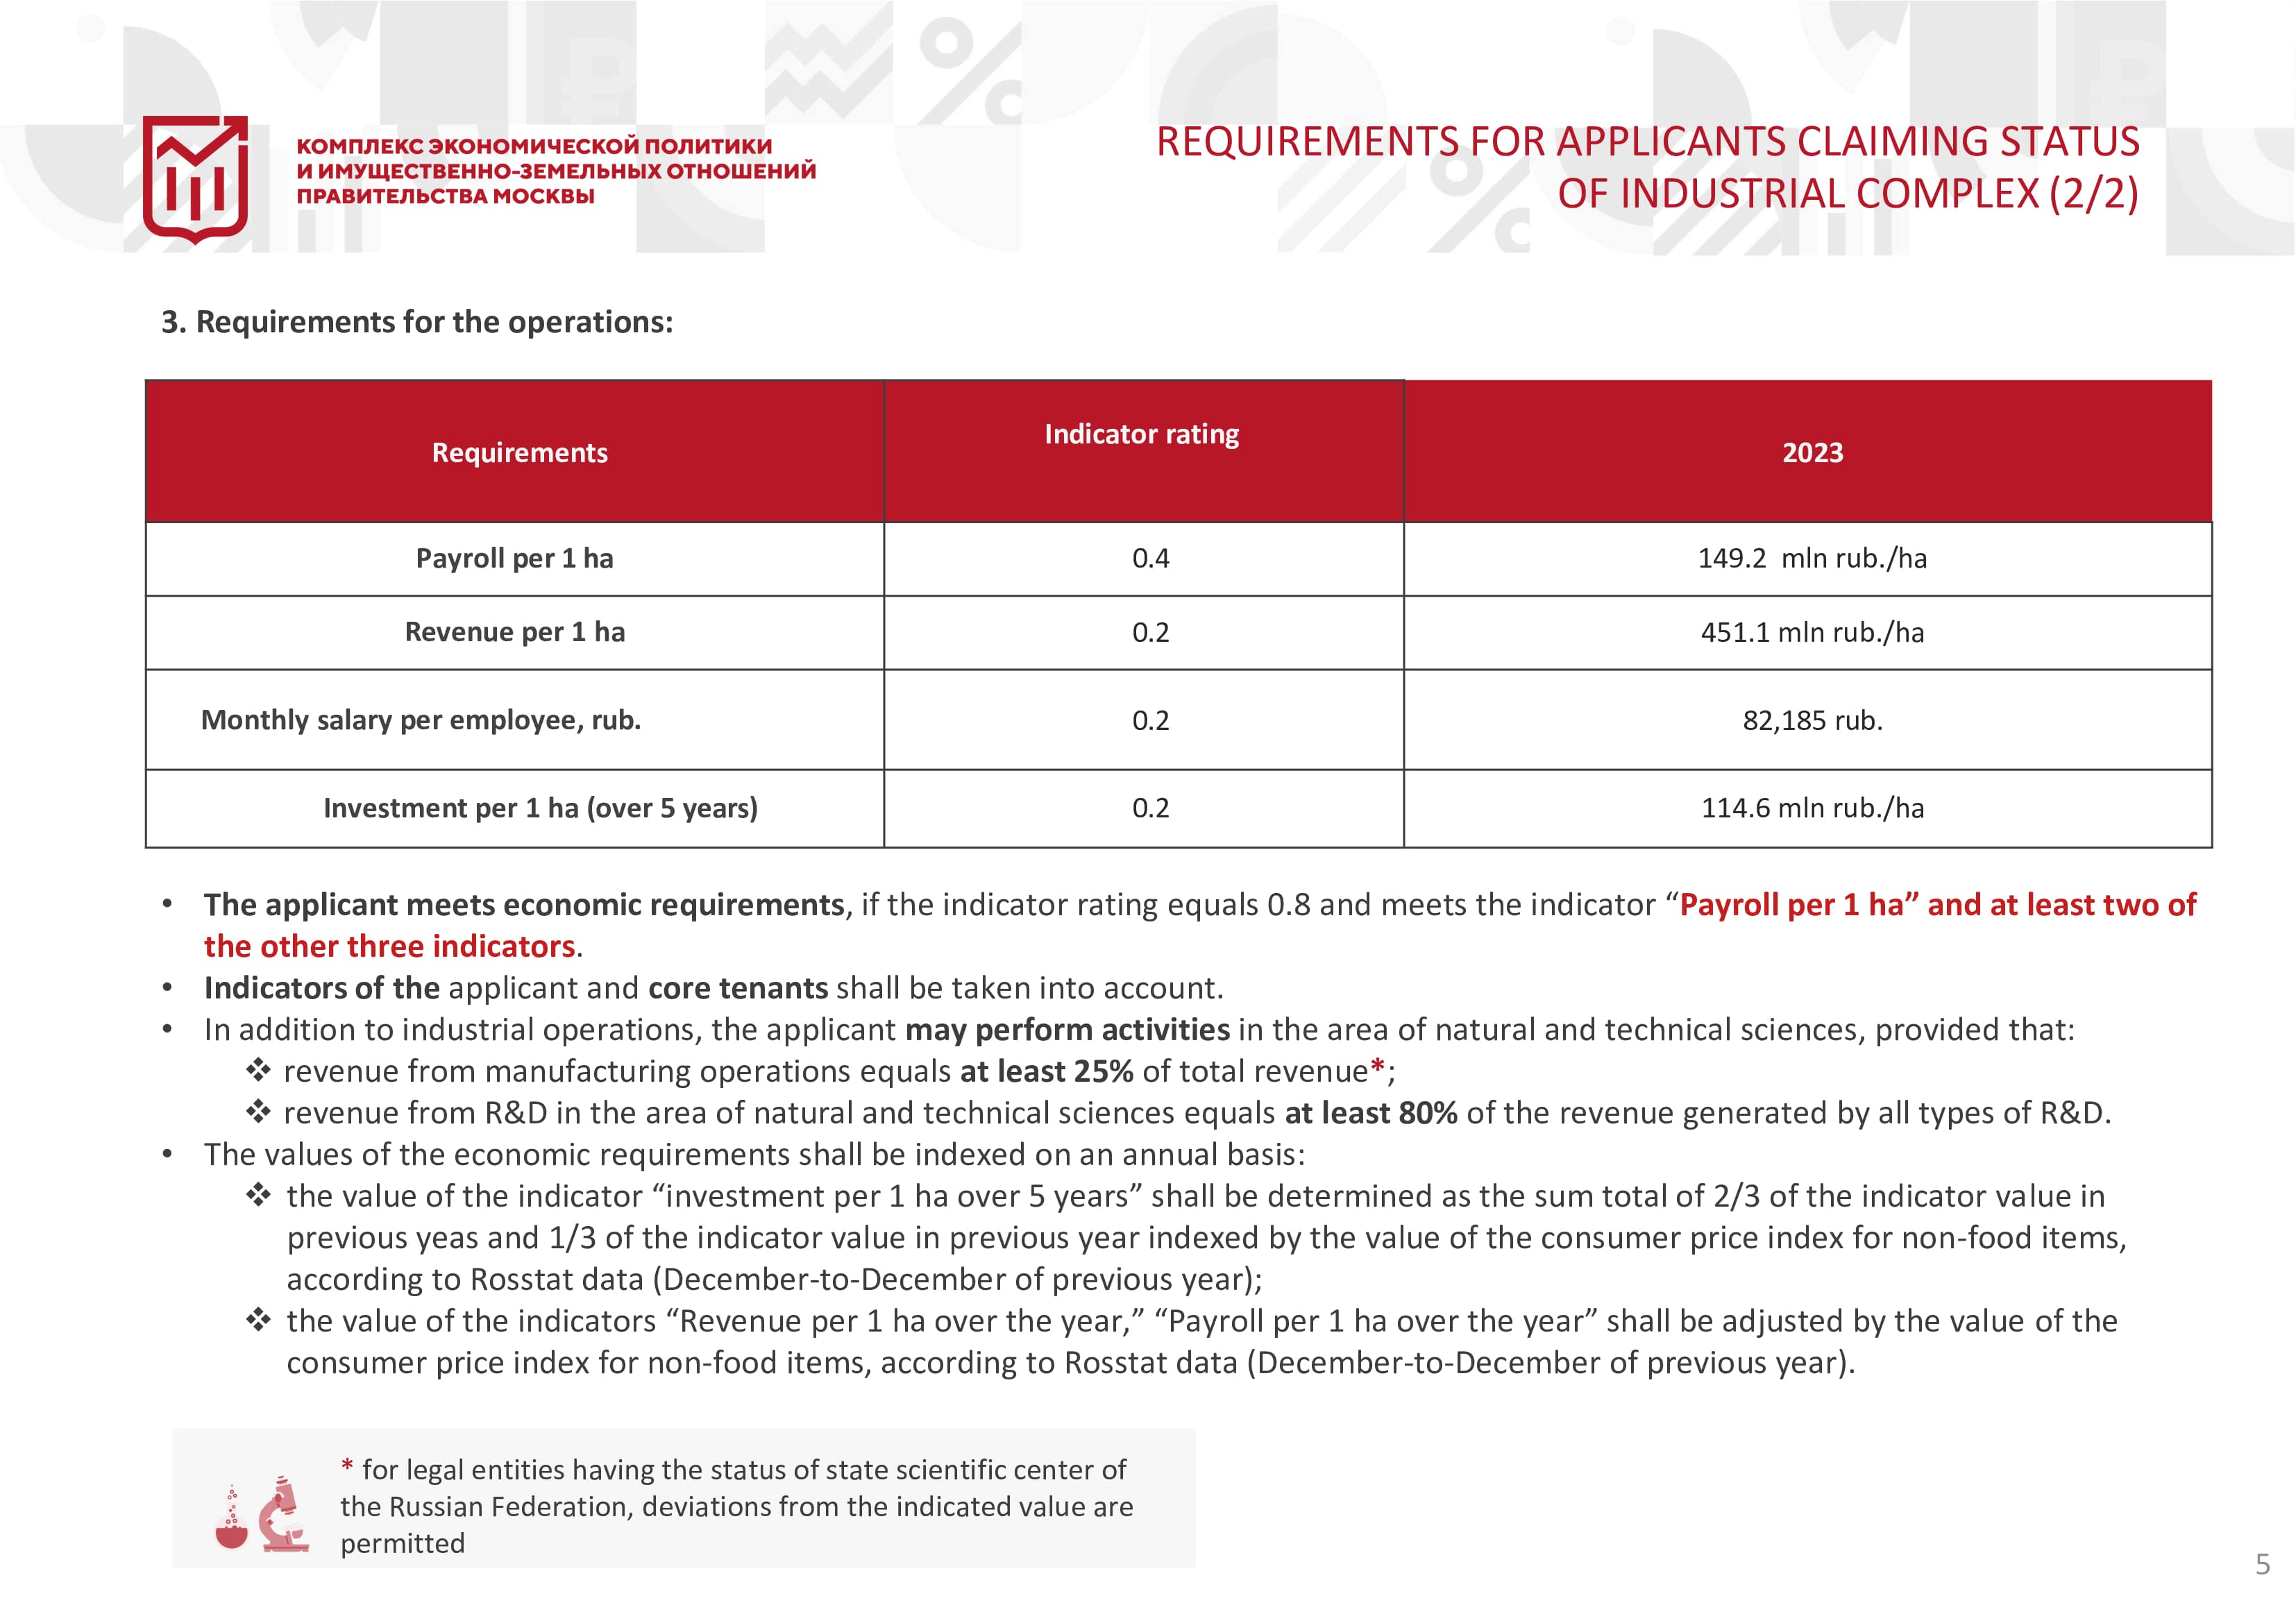 КОМПЛЕКС ЭКОНОМИЧЕСКОЙ ПОЛИТИКИ
И ИМУЩЕСТВЕННО-ЗЕМЕЛЬНЫХ ОТНОШЕНИЙ
ПРАВИТЕЛЬСТВА МОСКВЫ
REQUIREMENTS FOR APPLICANTS CLAIMING STATUS
OF INDUSTRIAL COMPLEX (2/2)
3. Requirements for the operations:
Requirements Indicator rating 2023
Payroll per 1 ha 0.4 149.2 mln rub./ha
Revenue per 1 ha 0.2 451.1 mln rub./ha
Monthly salary per employee, rub. 0.2 82,185 rub.
Investment per 1 ha (over 5 years) 0.2 114.6 mln rub./ha
• The applicant meets economic requirements, if the indicator rating equals 0.8 and meets the indicator “Payroll per 1 ha” and at least two of
the other three indicators.
• Indicators of the applicant and core tenants shall be taken into account.
• In addition to industrial operations, the applicant may perform activities in the area of natural and technical sciences, provided that:
❖ revenue from manufacturing operations equals at least 25% of total revenue*;
❖ revenue from R&D in the area of natural and technical sciences equals at least 80% of the revenue generated by all types of R&D.
• The values of the economic requirements shall be indexed on an annual basis:
❖ the value of the indicator “investment per 1 ha over 5 years” shall be determined as the sum total of 2/3 of the indicator value in
previous yeas and 1/3 of the indicator value in previous year indexed by the value of the consumer price index for non-food items,
according to Rosstat data (December-to-December of previous year);
❖ the value of the indicators “Revenue per 1 ha over the year,” “Payroll per 1 ha over the year” shall be adjusted by the value of the
consumer price index for non-food items, according to Rosstat data (December-to-December of previous year).
* for legal entities having the status of state scientific center of
the Russian Federation, deviations from the indicated value are
permitted
5